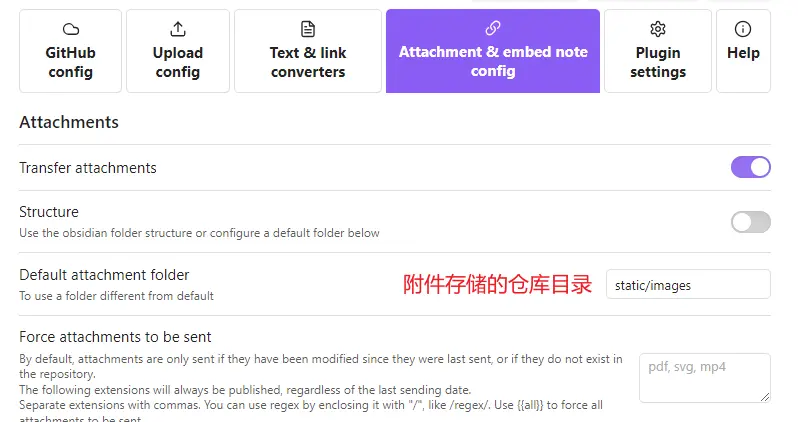 GitHub config
Upload config
Text & link converters
Attachment & embed note config
Plugin settings
Help
Attachments
Transfer attachments
Structure
Use the obsidian folder structure or configure a default folder below
Default attachment folder
To use a folder different from default
附件存储的仓库目录
static/images
Force attachments to be sent
By default, attachments are only sent if they have been modified since they were last sent, or if they do not exist in
the repository.
The following extensions will always be published, regardless of the last sending date.
Separate extensions with commas. You can use regex by enclosing it with "/", like /regex/. Use {{all}} to force all
attachments to be sent
pdf, svg, mp4